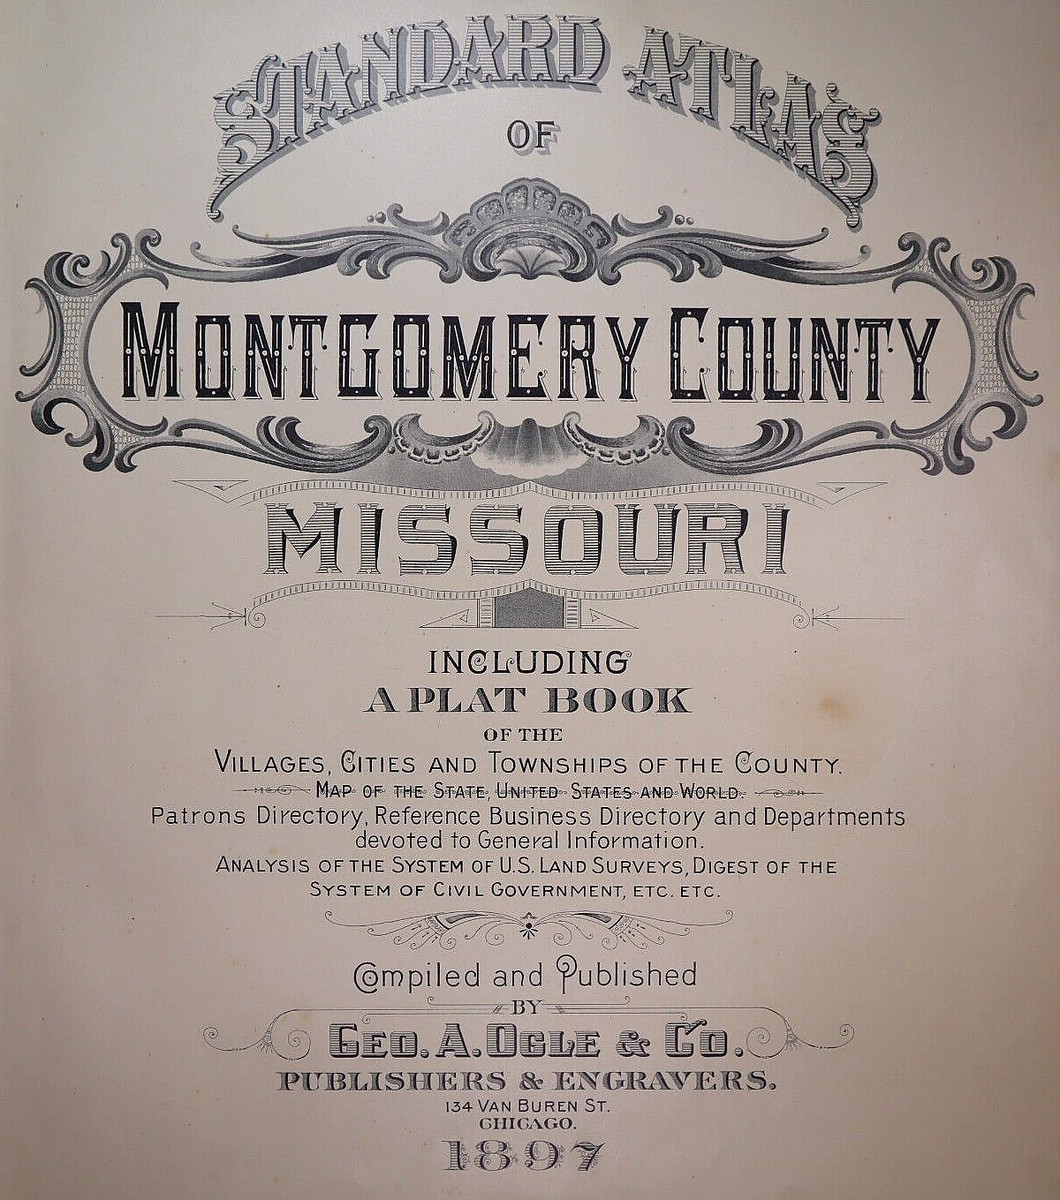 STANDARD ATLAS
OF
MONTGOMERY COUNTY
MISSOURI
INCLUDING
A PLAT BOOK
OF THE
VILLAGES, CITIES AND TOWNSHIPS OF THE COUNTY.
MAP OF THE STATE, UNITED STATES AND WORLD.
Patrons Directory, Reference Business Directory and Departments
devoted to General Information.
ANALYSIS OF THE SYSTEM OF U.S. LAND SURVEYS, DIGEST OF THE
SYSTEM OF CIVIL GOVERNMENT, ETC. ETC.
Compiled and Published
BY
GEO. A. OGLE & CO.
PUBLISHERS & ENGRAVERS.
134 VAN BUREN ST.
CHICAGO.
1897